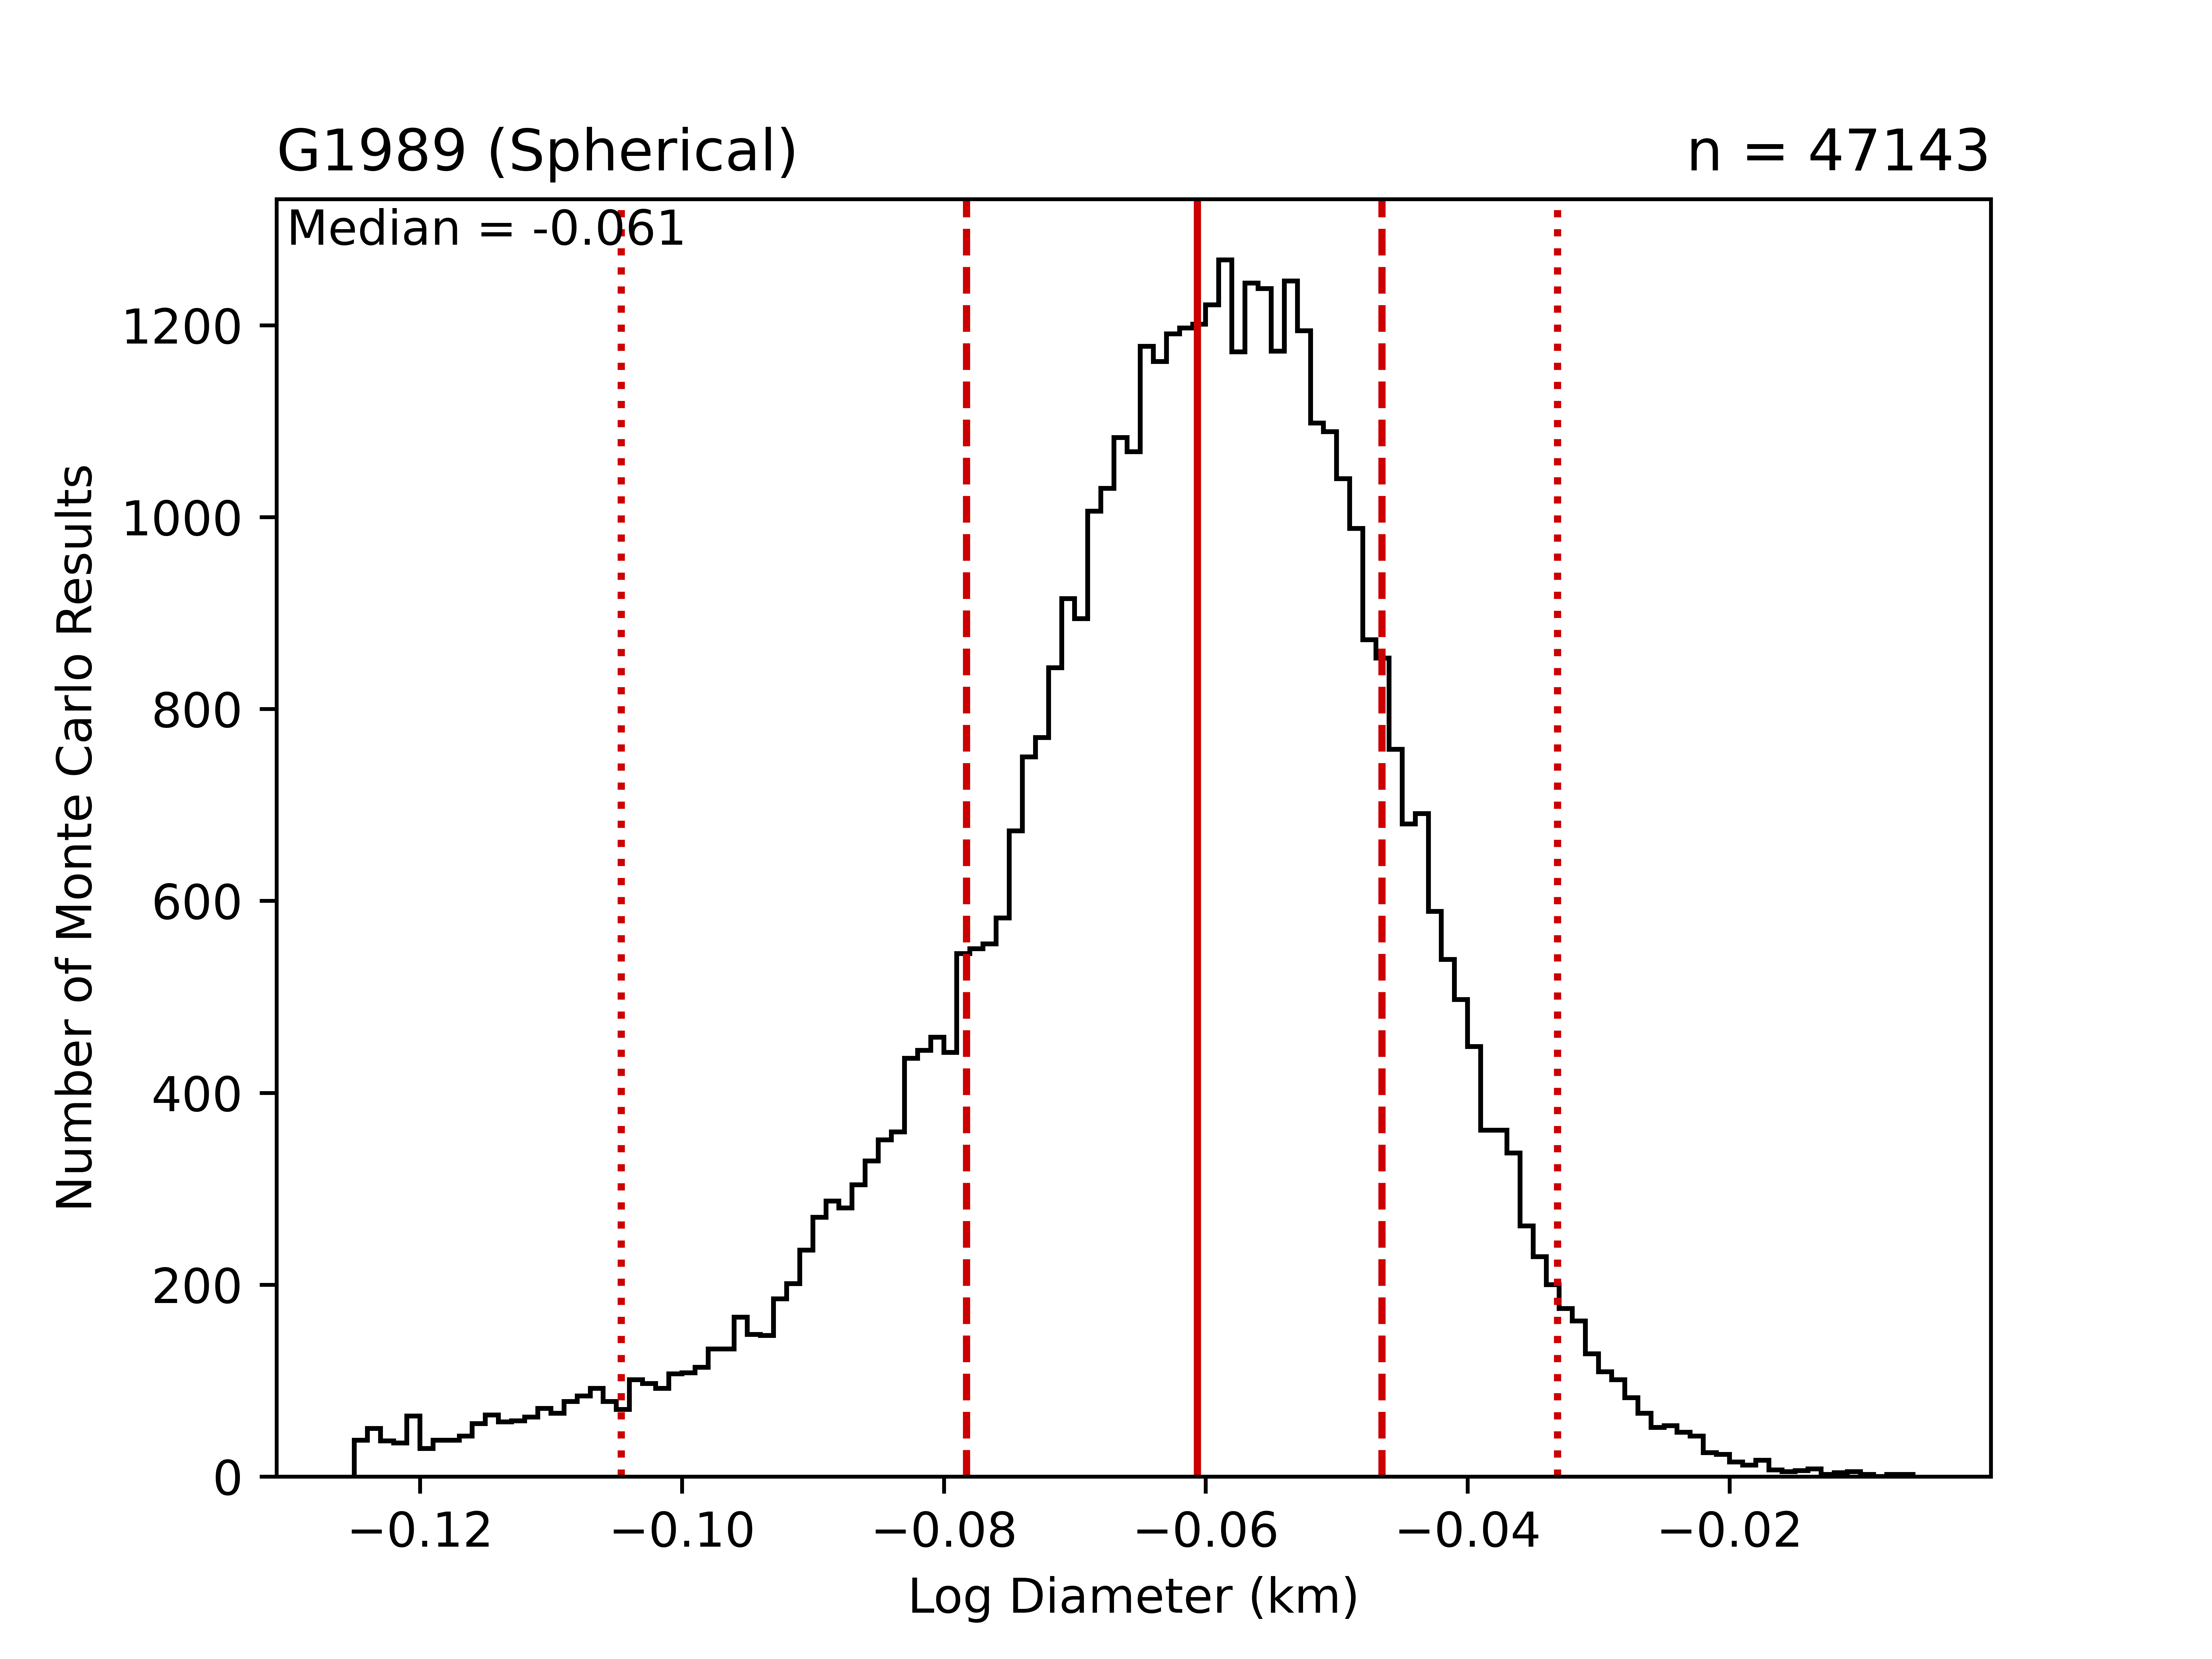 G1989 (Spherical)
n = 47143
Median = -0.061
Number of Monte Carlo Results
1200
1000
800
600
400
200
0
−0.12
−0.10
−0.08
−0.06
−0.04
−0.02
Log Diameter (km)